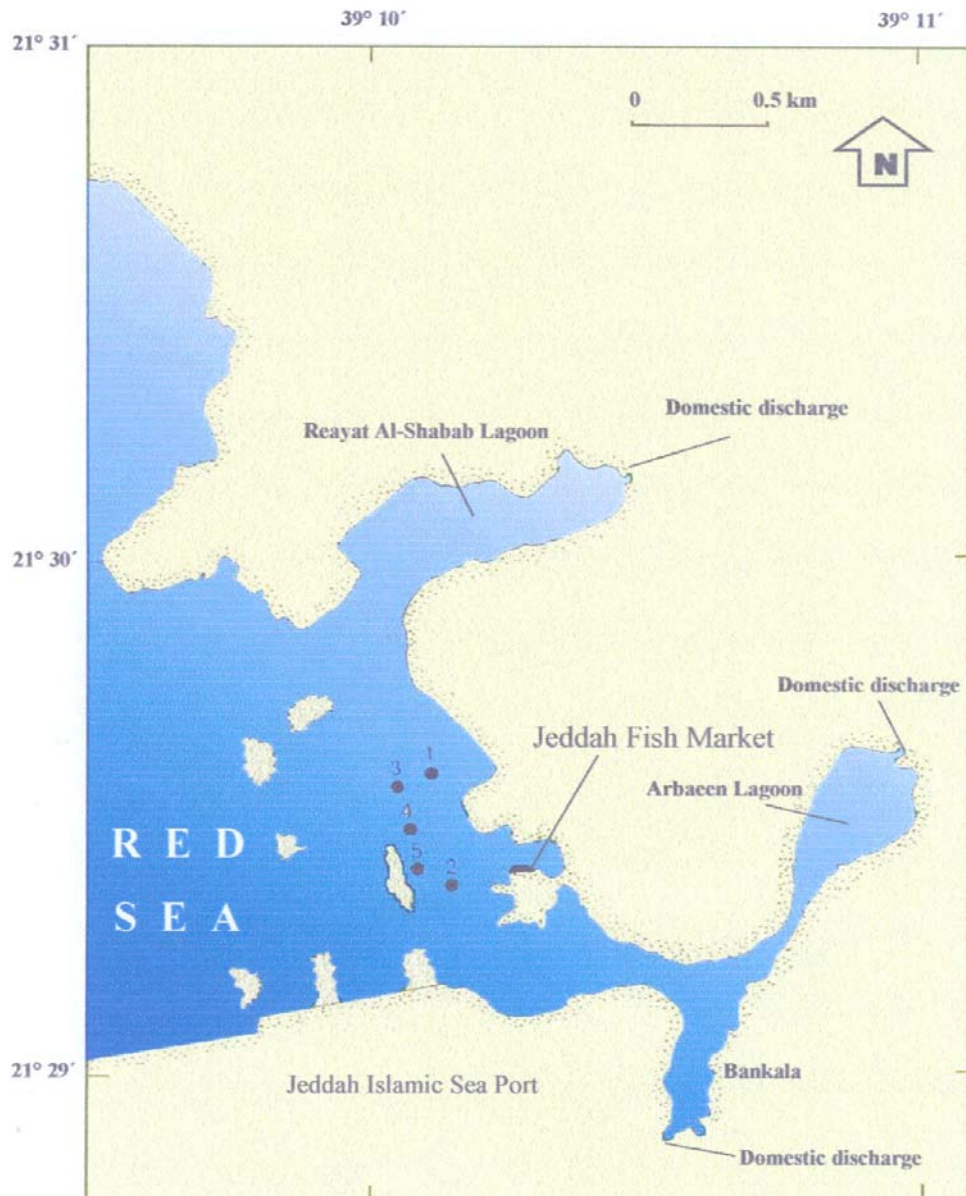 39° 10´ 39° 11´
21° 31´
0 0.5 km
N
Domestic discharge
Reayat Al-Shabab Lagoon
21° 30´
Domestic discharge
Jeddah Fish Market
1
3
Arbaeen Lagoon
4
RED
5
2
SEA
21° 29´
Bankala
Jeddah Islamic Sea Port
Domestic discharge